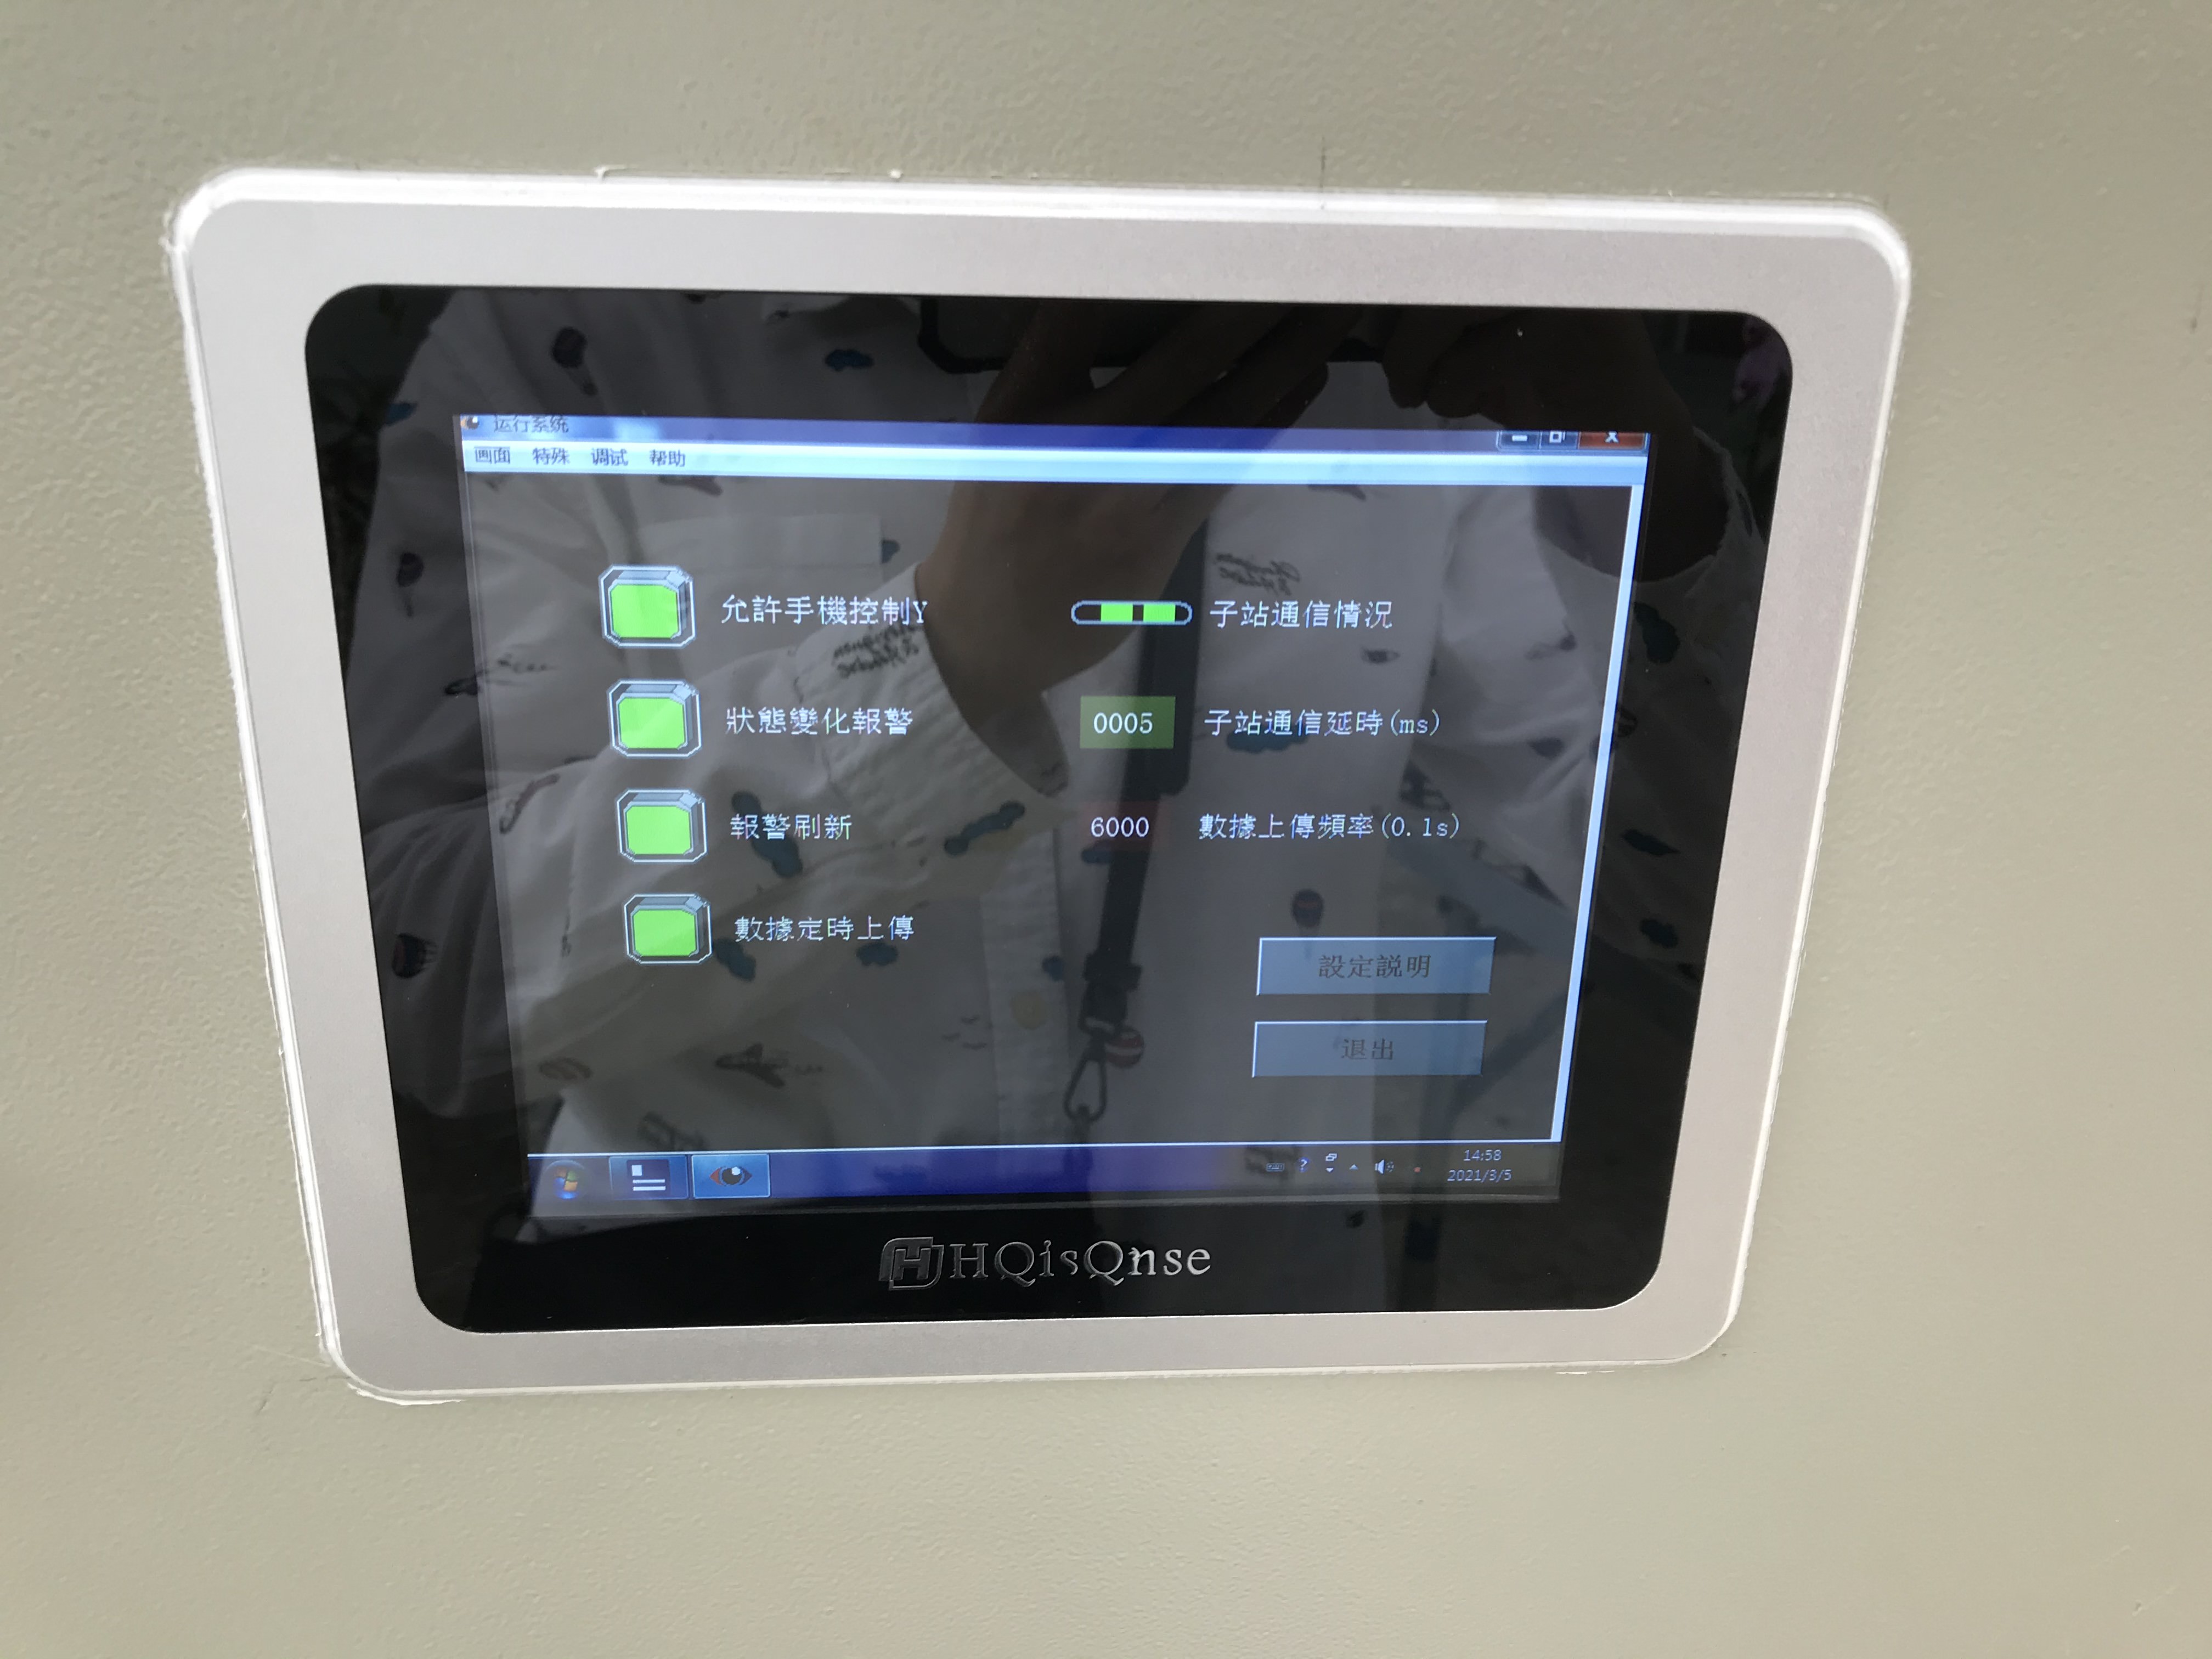 运行系统
画面 特殊 调试 帮助
允許手機控制Y
子站通信情况
狀態變化報警
0005 子站通信延時(ms)
報警刷新
6000 數據上傳頻率(0.1s)
數據定時上傳
設定説明
退出
14:58
2021/3/5
HQisQnse